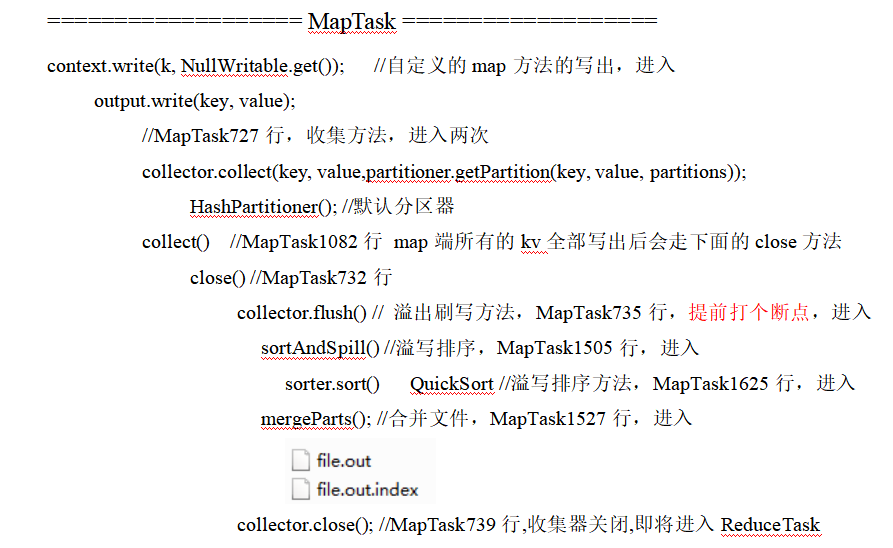 =================== MapTask ===================
context.write(k, NullWritable.get()); //自定义的 map 方法的写出，进入
output.write(key, value);
//MapTask727 行，收集方法，进入两次
collector.collect(key, value,partitioner.getPartition(key, value, partitions));
HashPartitioner(); //默认分区器
collect() //MapTask1082 行 map 端所有的 kv 全部写出后会走下面的 close 方法
close() //MapTask732 行
collector.flush() // 溢出刷写方法，MapTask735 行，提前打个断点，进入
sortAndSpill() //溢写排序，MapTask1505 行，进入
sorter.sort() QuickSort //溢写排序方法，MapTask1625 行，进入
mergeParts(); //合并文件，MapTask1527 行，进入
file.out
file.out.index
collector.close(); //MapTask739 行,收集器关闭,即将进入 ReduceTask